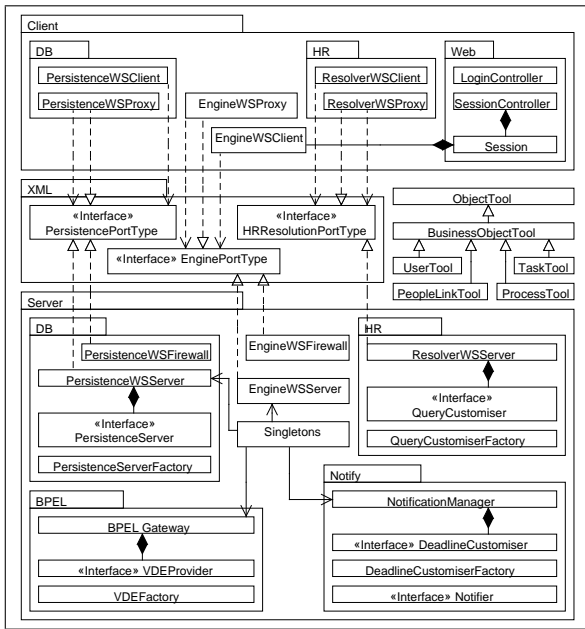 Client
DB
HR
Web
PersistenceWSClient
ResolverWSClient
LoginController
PersistenceWSProxy
EngineWSProxy
ResolverWSProxy
SessionController
EngineWSClient
Session
XML
«Interface»
PersistencePortType
«Interface»
HRResolutionPortType
ObjectTool
«Interface» EnginePortType
BusinessObjectTool
UserTool
TaskTool
PeopleLinkTool
ProcessTool
Server
DB
HR
PersistenceWSFirewall
EngineWSFirewall
ResolverWSServer
PersistenceWSServer
EngineWSServer
«Interface»
QueryCustomiser
«Interface»
PersistenceServer
Singletons
QueryCustomiserFactory
PersistenceServerFactory
Notify
BPEL
NotificationManager
BPEL Gateway
«Interface» DeadlineCustomiser
«Interface» VDEProvider
DeadlineCustomiserFactory
VDEFactory
«Interface» Notifier